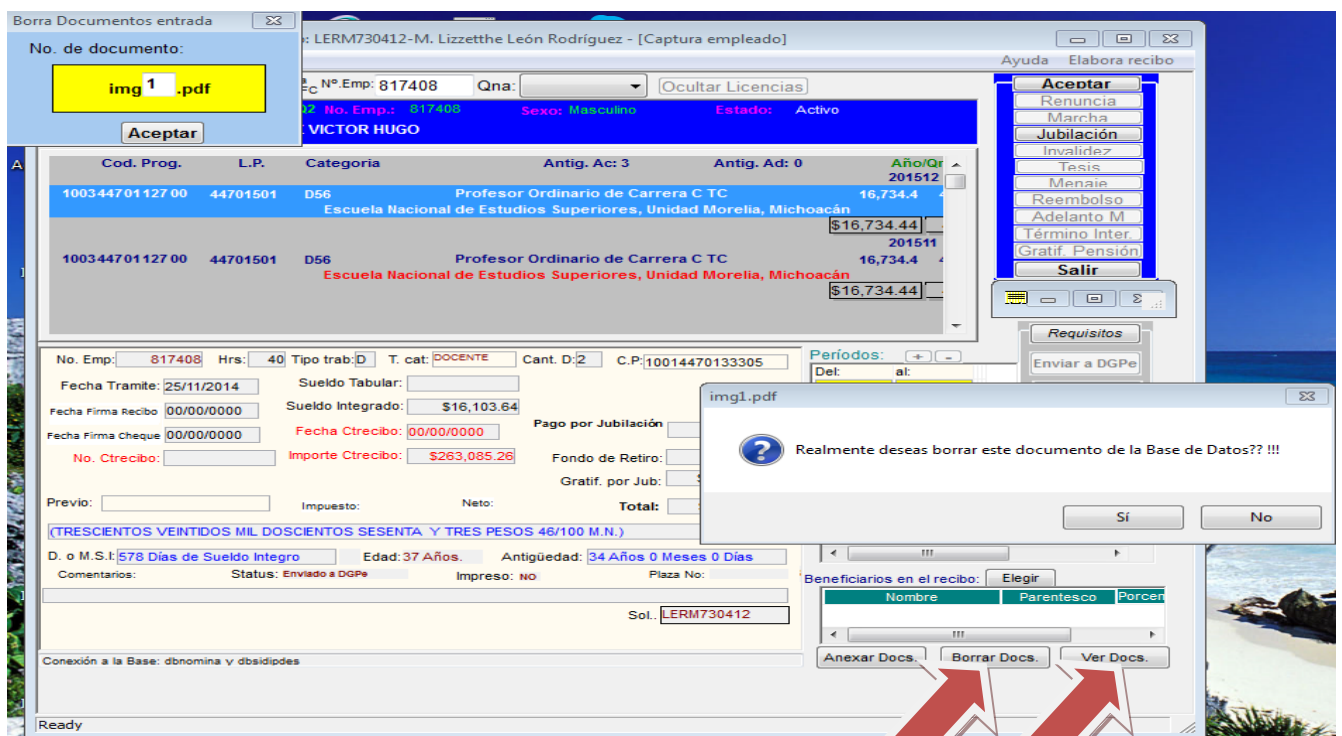 Borra Documentos entrada
No. de documento:
img 1 .pdf
Aceptar
: LERM730412-M. Lizzetthe León Rodríguez - [Captura empleado]
Ayuda Elabora recibo
Nº.Emp: 817408 Qna: Ocultar Licencias
No. Emp.: 817408 Sexo: Masculino Estado: Activo
VICTOR HUGO
Aceptar
Renuncia
Marcha
Jubilación
Invalidez
Tesis
Menaje
Reembolso
Adelanto M
Término Inter.
Gratif. Pensión
Salir
Cod. Prog. L.P. Categoria Antig. Ac: 3 Antig. Ad: 0 Año/Qr
201512
10034470112700 44701501 D56 Profesor Ordinario de Carrera C TC 16,734.4
Escuela Nacional de Estudios Superiores, Unidad Morelia, Michoacán
$16,734.44
201511
10034470112700 44701501 D56 Profesor Ordinario de Carrera C TC 16,734.4
Escuela Nacional de Estudios Superiores, Unidad Morelia, Michoacán
$16,734.44
Requisitos
Enviar a DGPe
No. Emp: 817408 Hrs: 40 Tipo trab: D T. cat: DOCENTE Cant. D: 2 C.P: 10014470133305
Períodos: + -
Del: al:
Fecha Tramite: 25/11/2014 Sueldo Tabular:
Fecha Firma Recibo 00/00/0000 Sueldo Integrado: $16,103.64
Fecha Firma Cheque 00/00/0000 Fecha Ctrecibo: 00/00/0000 Pago por Jubilación
No. Ctrecibo: Importe Ctrecibo: $263,085.26 Fondo de Retiro:
Gratif. por Jub:
Previo: Impuesto: Neto: Total:
(TRESCIENTOS VEINTIDOS MIL DOSCIENTOS SESENTA Y TRES PESOS 46/100 M.N.)
D. o M.S.I: 578 Días de Sueldo Integro Edad: 37 Años. Antigüedad: 34 Años 0 Meses 0 Días
Comentarios: Status: Enviado a DGPe Impreso: NO Plaza No:
Sol.. LERM730412
img1.pdf
Realmente deseas borrar este documento de la Base de Datos?? !!!
Sí No
Beneficiarios en el recibo: Elegir
Nombre Parentesco Porcen
Anexar Docs. Borrar Docs. Ver Docs.
Conexión a la Base: dbnomina y dbsidipdes
Ready